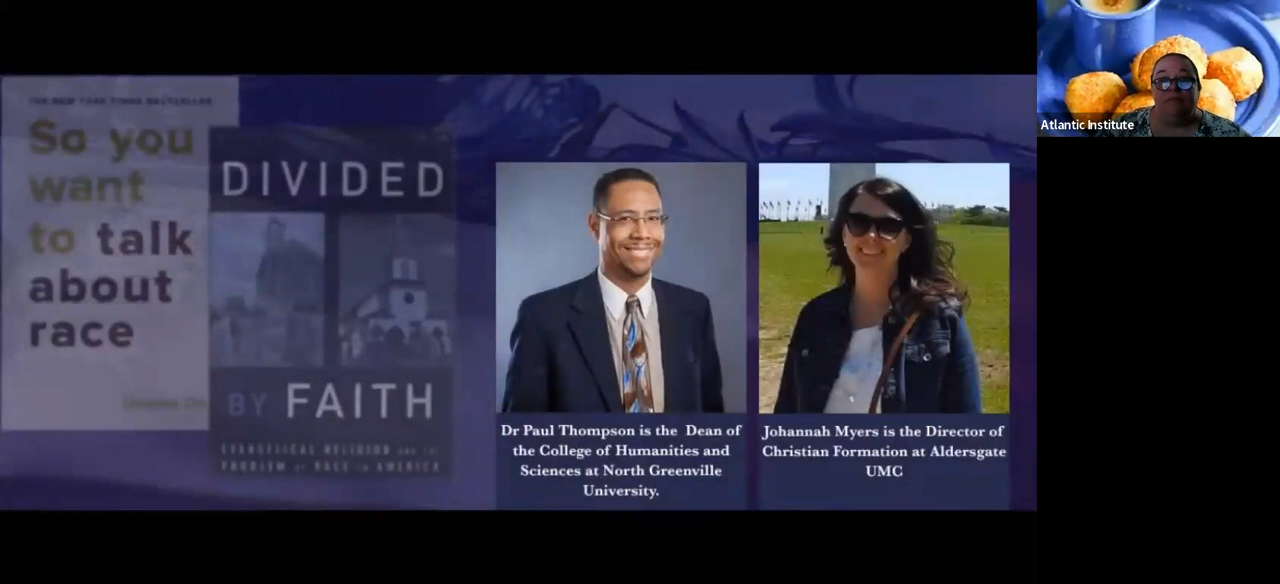 THE NEW YORK TIMES BESTSELLER
So you
want
to talk
about
race
DIVIDED
BY FAITH
EVANGELICAL RELIGION AND THE
PROBLEM OF RACE IN AMERICA
Dr Paul Thompson is the Dean of
the College of Humanities and
Sciences at North Greenville
University.
Johannah Myers is the Director of
Christian Formation at Aldersgate
UMC
Atlantic Institute